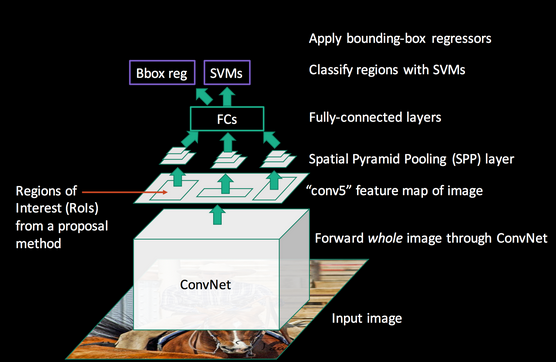 Apply bounding-box regressors
Bbox reg
SVMs
Classify regions with SVMs
FCs
Fully-connected layers
Spatial Pyramid Pooling (SPP) layer
Regions of
Interest (RoIs)
from a proposal
method
“conv5” feature map of image
Forward whole image through ConvNet
ConvNet
Input image